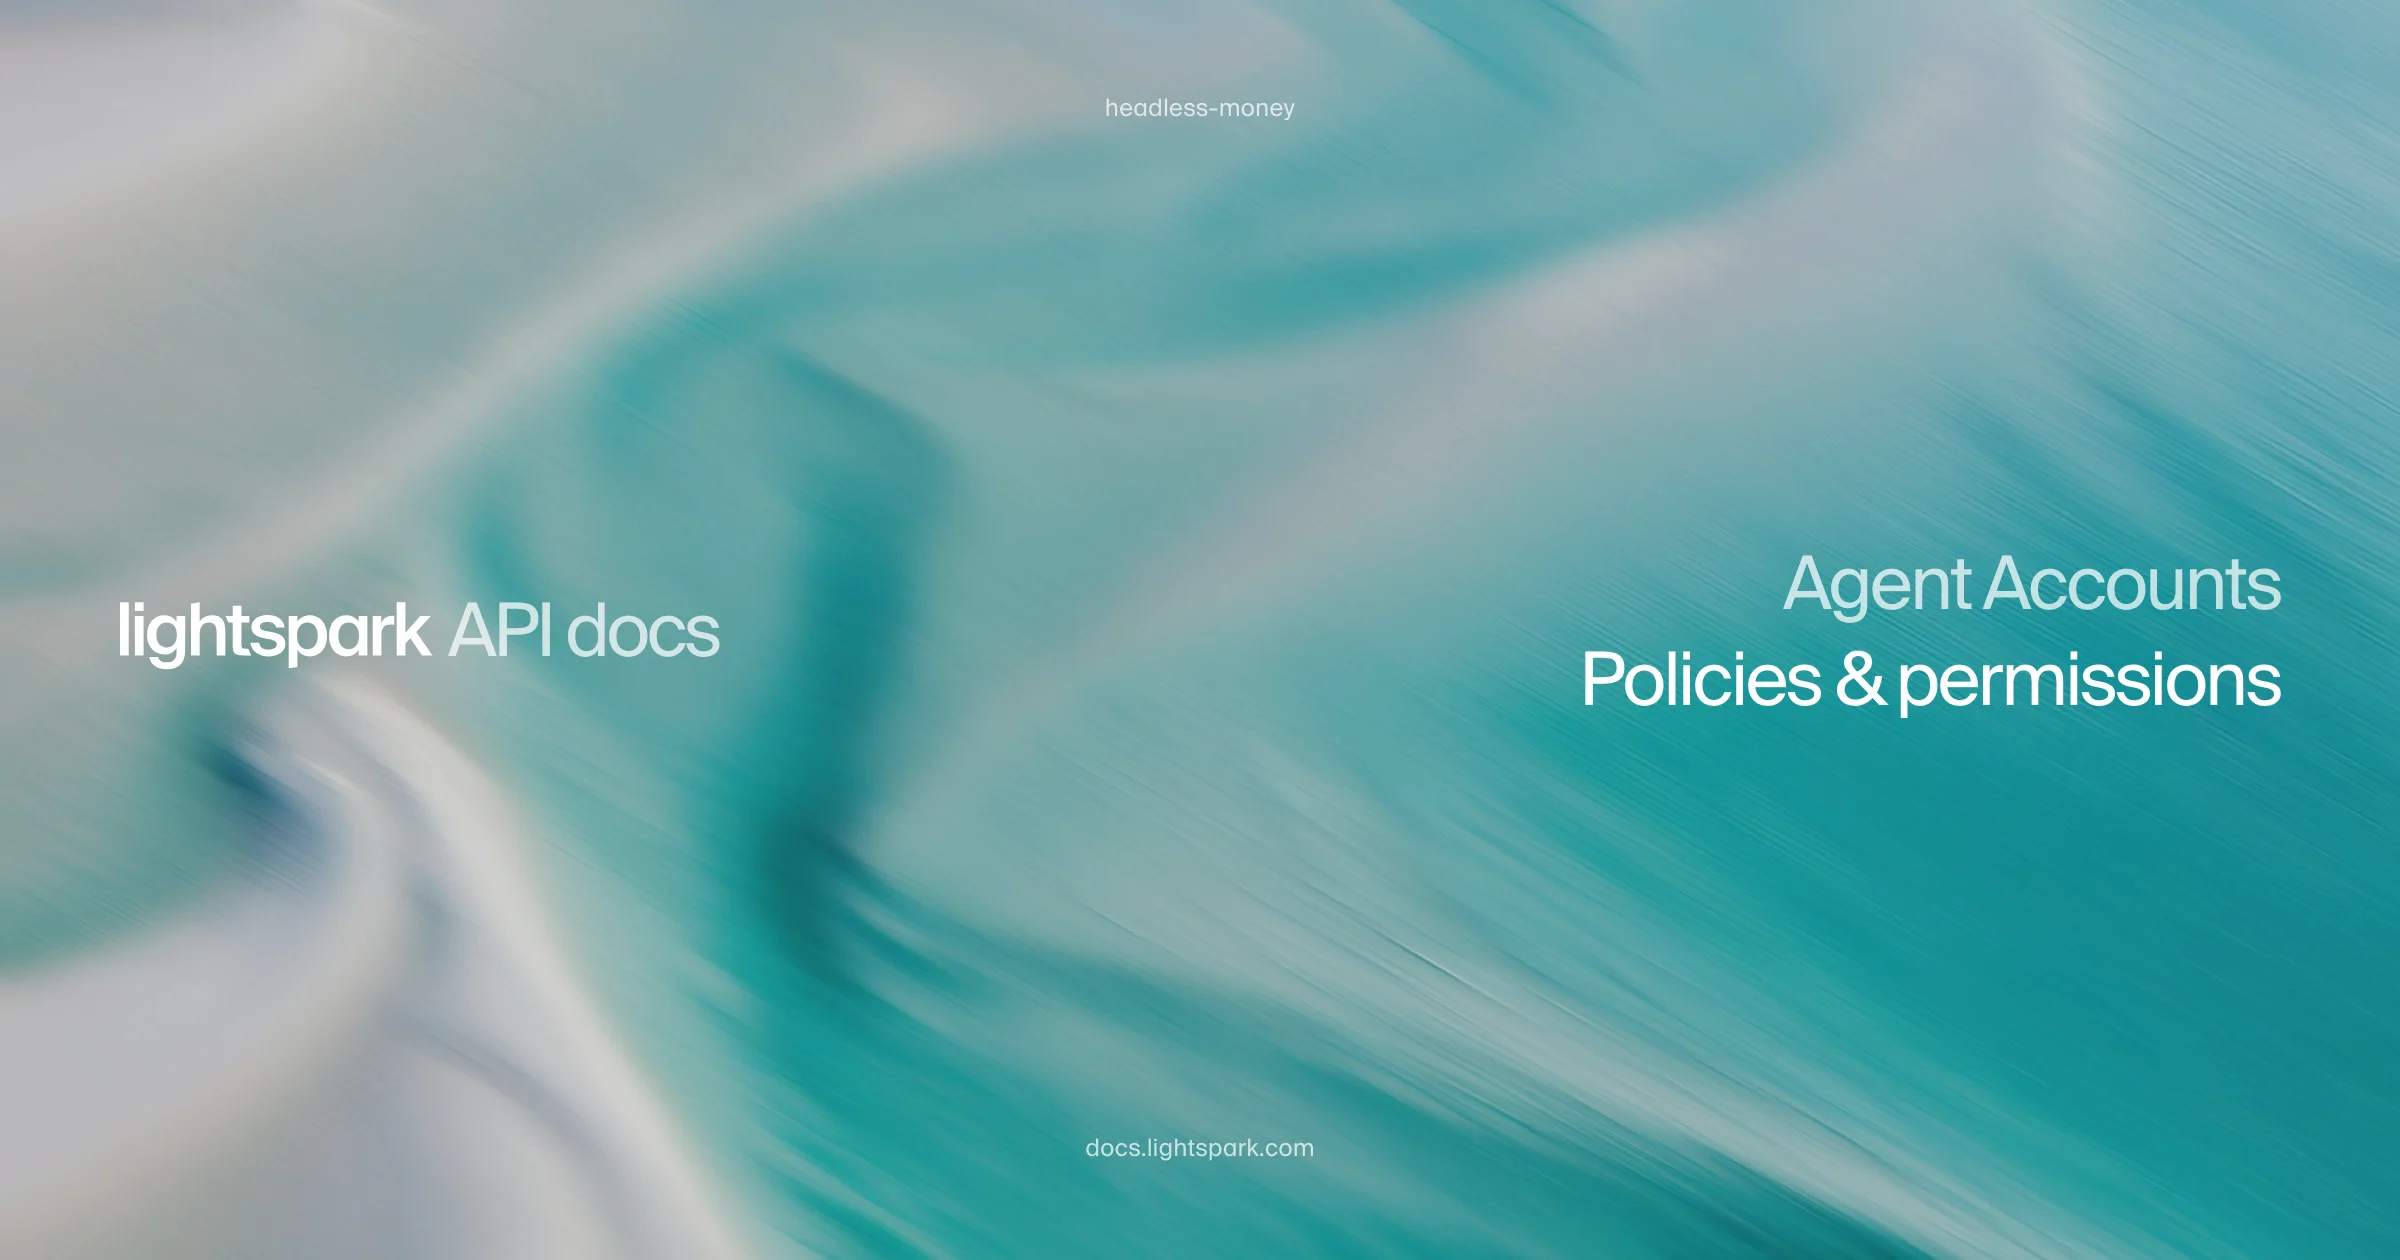 headless-money
lightspark API docs
Agent Accounts
Policies & permissions
docs.lightspark.com